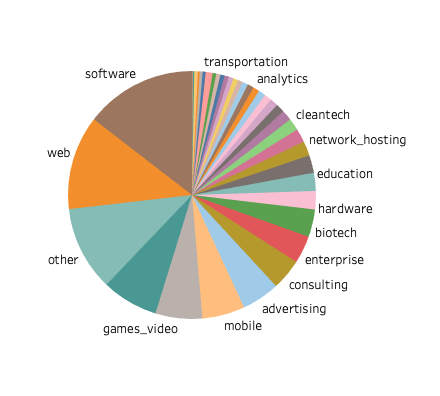 transportation
software
analytics
cleantech
network_hosting
web
education
hardware
biotech
other
enterprise
consulting
advertising
mobile
games_video